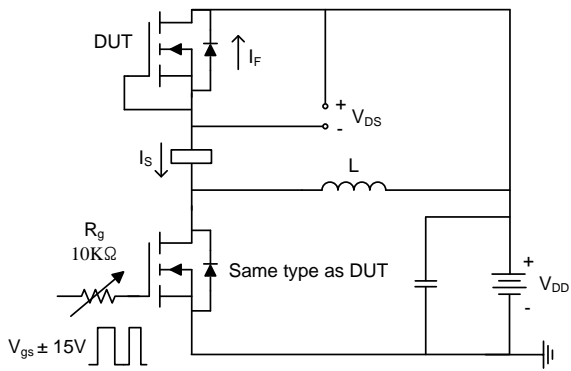 DUT
I_F
+
V_DS
-
I_S
L
R_g
10KΩ
Same type as DUT
+
V_DD
-
V_gs ± 15V